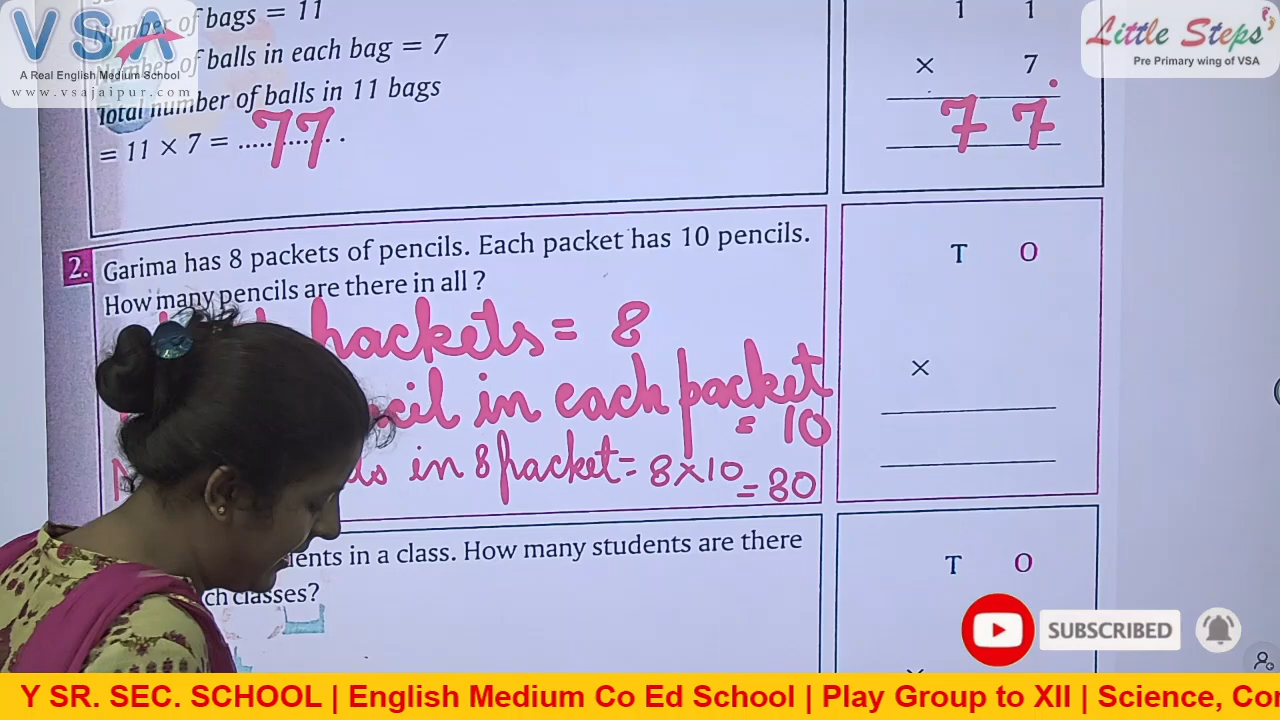 Number of bags = 11
Number of balls in each bag = 7
Total number of balls in 11 bags
= 11 × 7 = 77
1 1
× 7
7 7
VSA
A Real English Medium School
www.vsajaipur.com
Little Steps
Pre Primary wing of VSA
2. Garima has 8 packets of pencils. Each packet has 10 pencils.
How many pencils are there in all ?
packets = 8
in each packet
= 10
in 8 packet = 8×10
= 80
T O
×
in a class. How many students are there
classes?
T O
SUBSCRIBED
Y SR. SEC. SCHOOL | English Medium Co Ed School | Play Group to XII | Science,